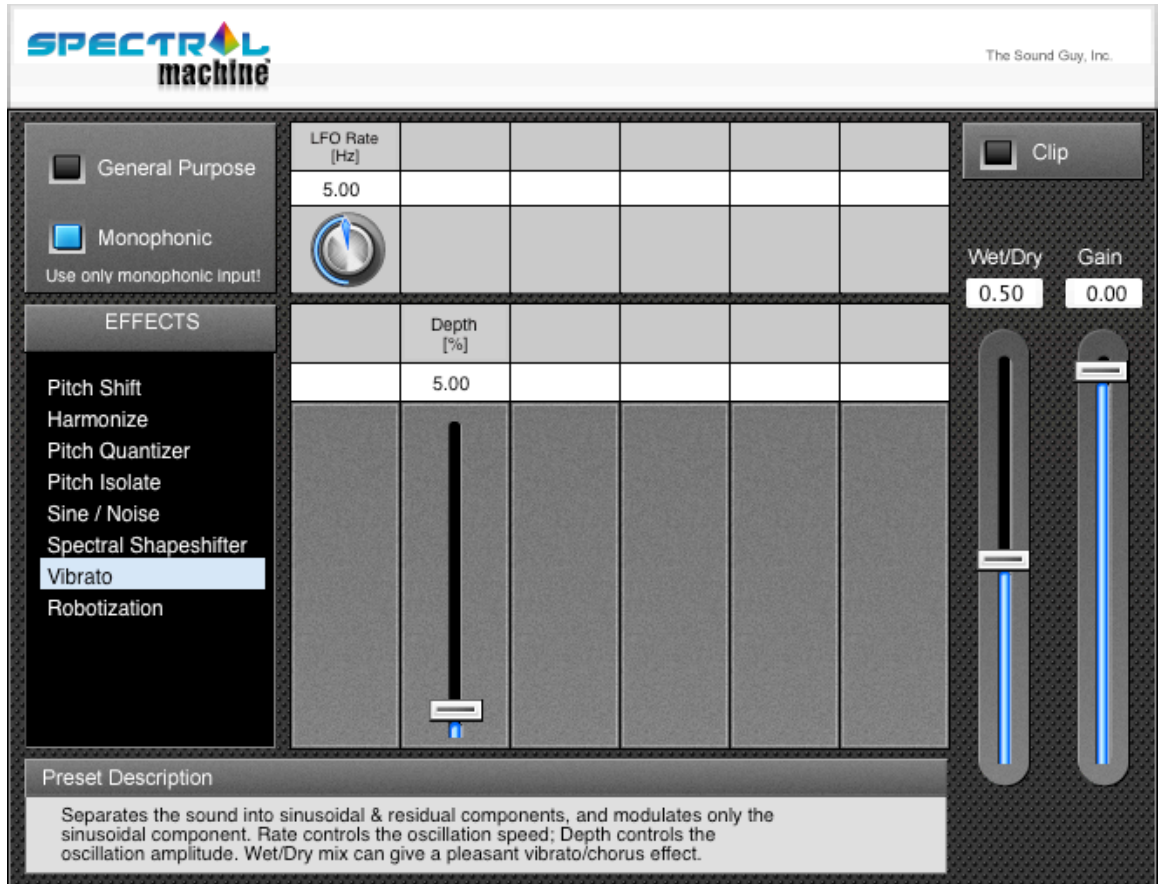 SPECTRAL
machine
The Sound Guy, Inc.
General Purpose
Monophonic
Use only monophonic input!
LFO Rate
[Hz]
5.00
Clip
Wet/Dry
Gain
0.50
0.00
EFFECTS
Pitch Shift
Harmonize
Pitch Quantizer
Pitch Isolate
Sine / Noise
Spectral Shapeshifter
Vibrato
Robotization
Depth
[%]
5.00
Preset Description
Separates the sound into sinusoidal & residual components, and modulates only the
sinusoidal component. Rate controls the oscillation speed; Depth controls the
oscillation amplitude. Wet/Dry mix can give a pleasant vibrato/chorus effect.